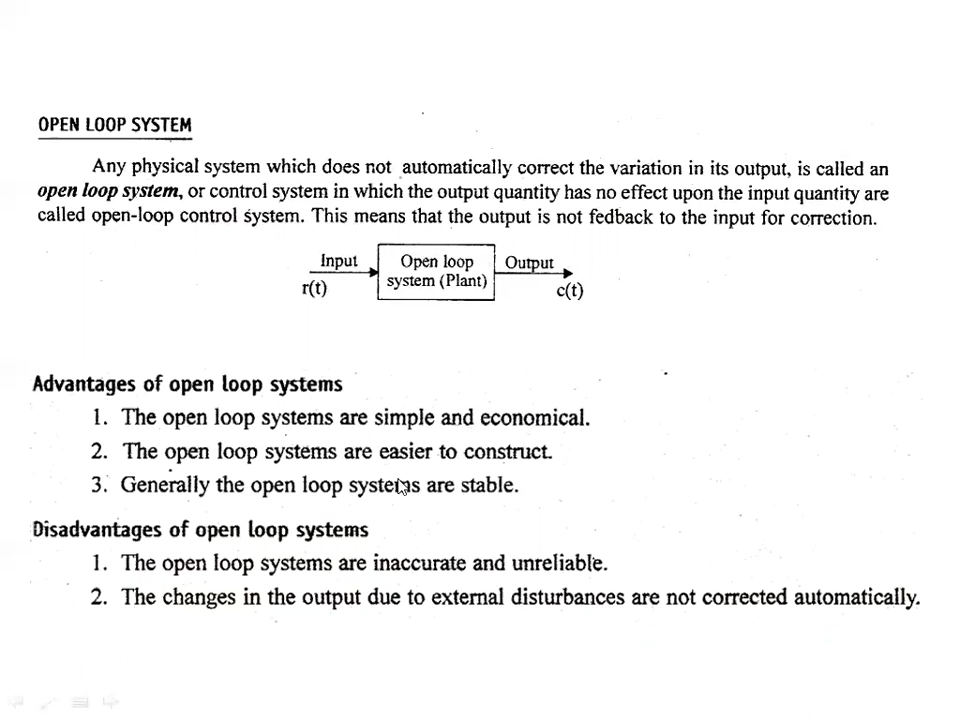 OPEN LOOP SYSTEM
Any physical system which does not automatically correct the variation in its output, is called an
open loop system, or control system in which the output quantity has no effect upon the input quantity are
called open-loop control system. This means that the output is not fedback to the input for correction.
Input
Open loop
Output
r(t)
system (Plant)
c(t)
Advantages of open loop systems
1. The open loop systems are simple and economical.
2. The open loop systems are easier to construct.
3. Generally the open loop systems are stable.
Disadvantages of open loop systems
1. The open loop systems are inaccurate and unreliable.
2. The changes in the output due to external disturbances are not corrected automatically.